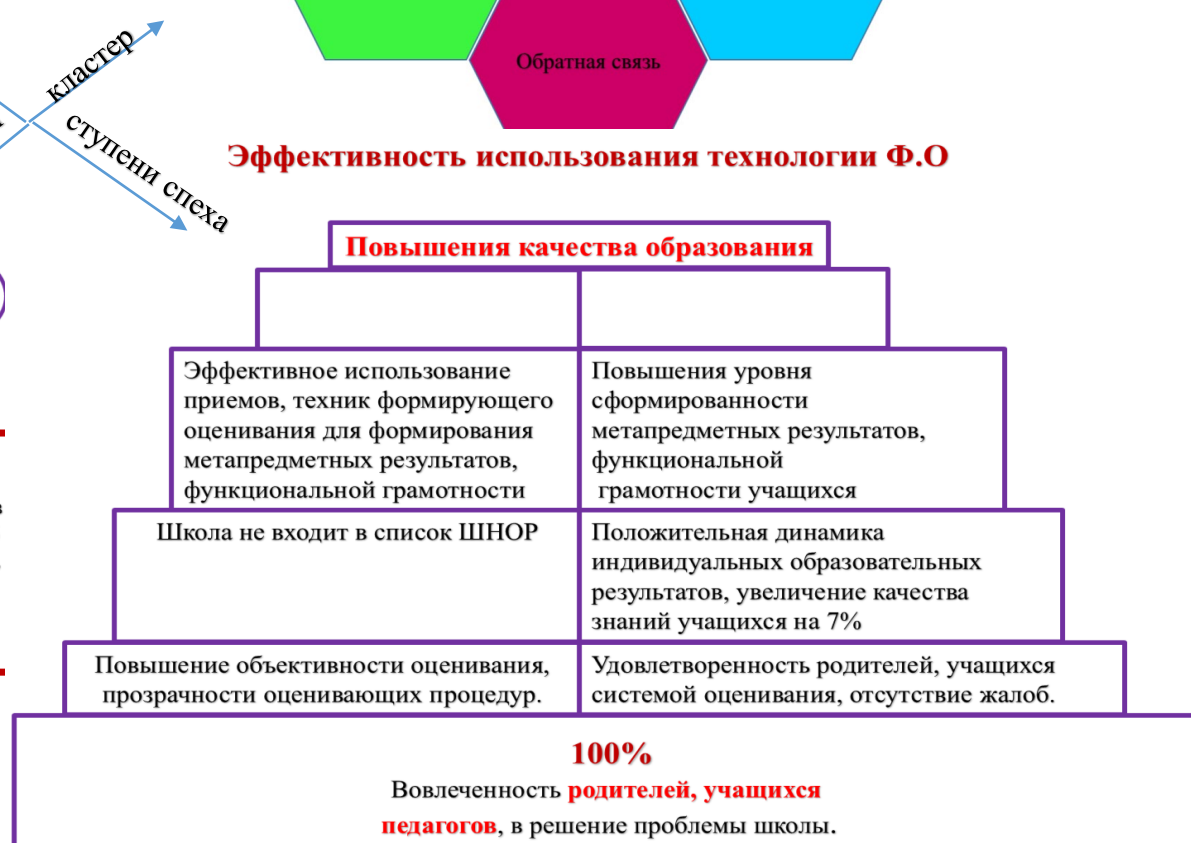 Обратная связь
кластер
ступени спеха
Эффективность использования технологии Ф.О
Повышения качества образования
Эффективное использование
приемов, техник формирующего
оценивания для формирования
метапредметных результатов,
функциональной грамотности
Повышения уровня
сформированности
метапредметных результатов,
функциональной
грамотности учащихся
Школа не входит в список ШНОР
Положительная динамика
индивидуальных образовательных
результатов, увеличение качества
знаний учащихся на 7%
Повышение объективности оценивания,
прозрачности оценивающих процедур.
Удовлетворенность родителей, учащихся
системой оценивания, отсутствие жалоб.
100%
Вовлеченность родителей, учащихся
педагогов, в решение проблемы школы.